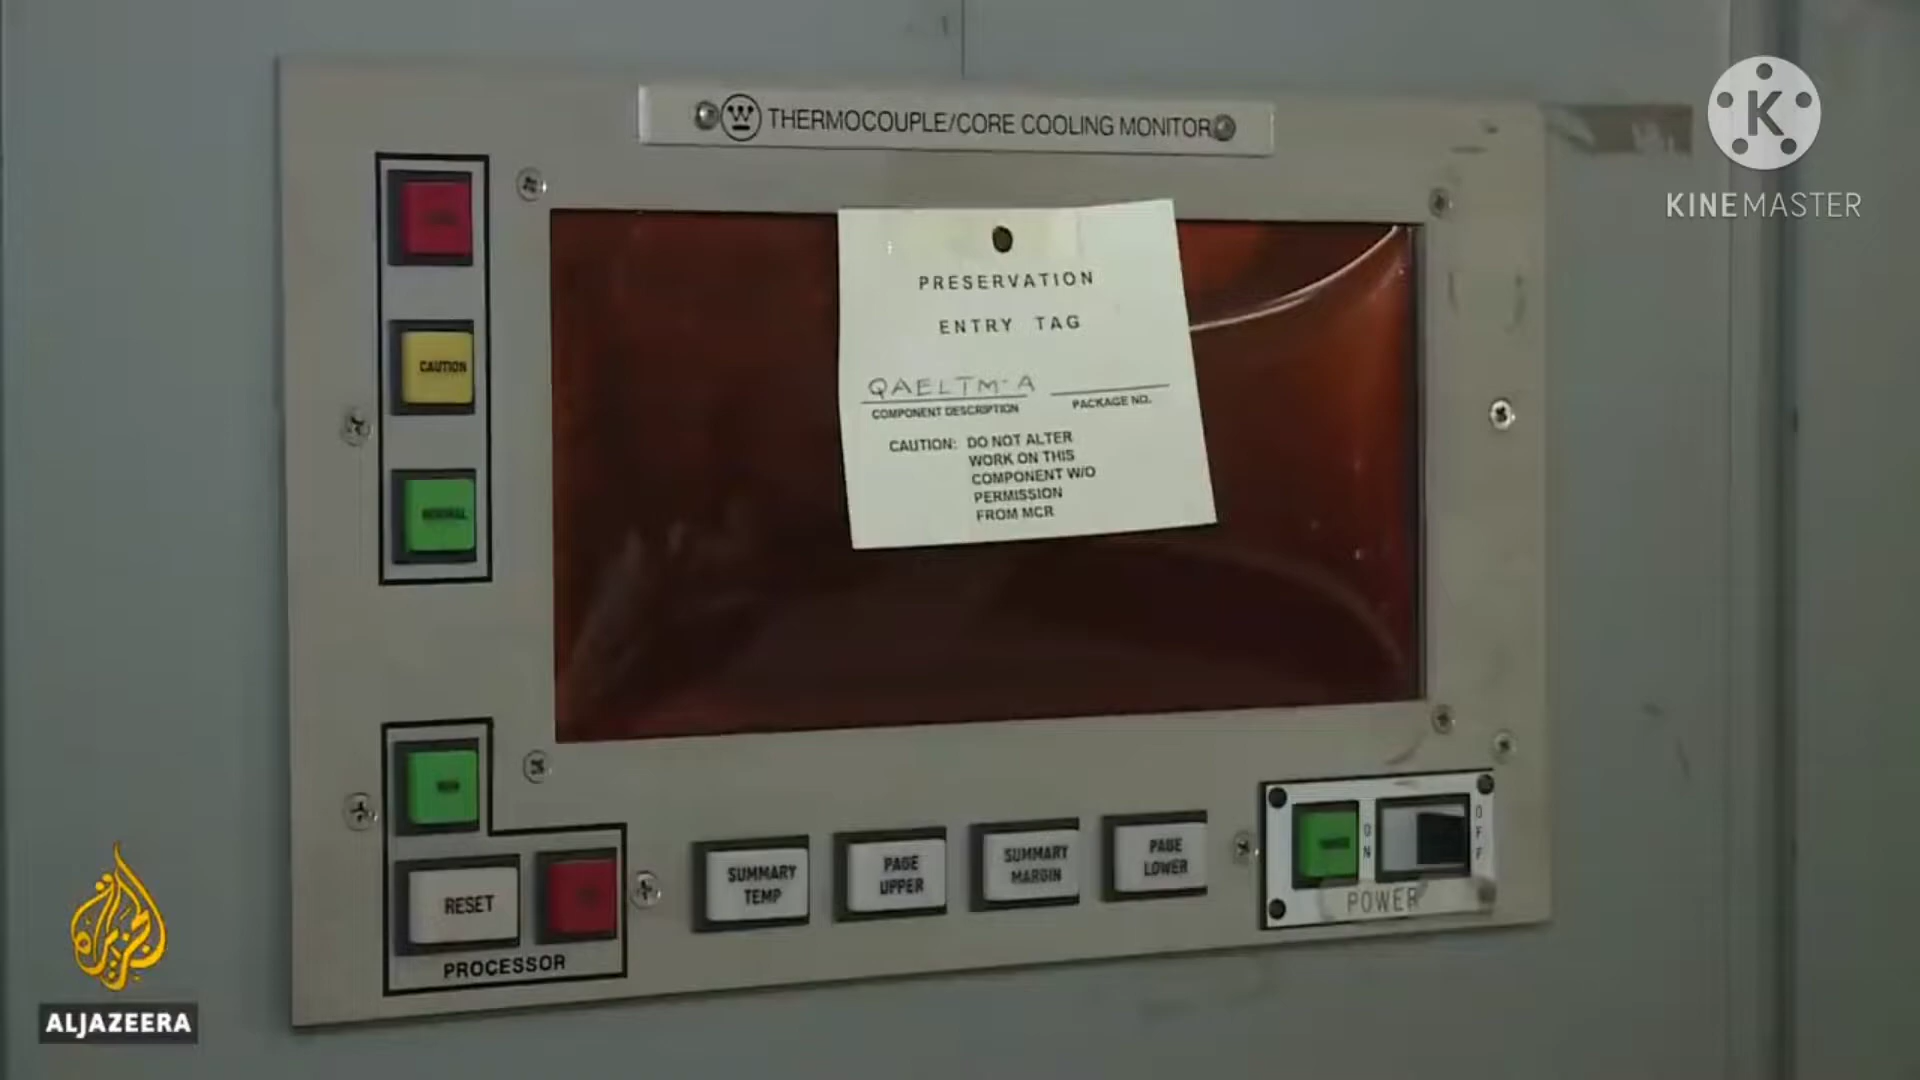 THERMOCOUPLE/CORE COOLING MONITOR
K
KINEMASTER
PRESERVATION
ENTRY TAG
QAELTM-A
COMPONENT DESCRIPTION
PACKAGE NO.
CAUTION: DO NOT ALTER
WORK ON THIS
COMPONENT W/O
PERMISSION
FROM MCR
CAUTION
NORMAL
RESET
PROCESSOR
SUMMARY
TEMP
PAGE
UPPER
SUMMARY
MARGIN
PAGE
LOWER
ON
OFF
POWER
الجزيرة
ALJAZEERA